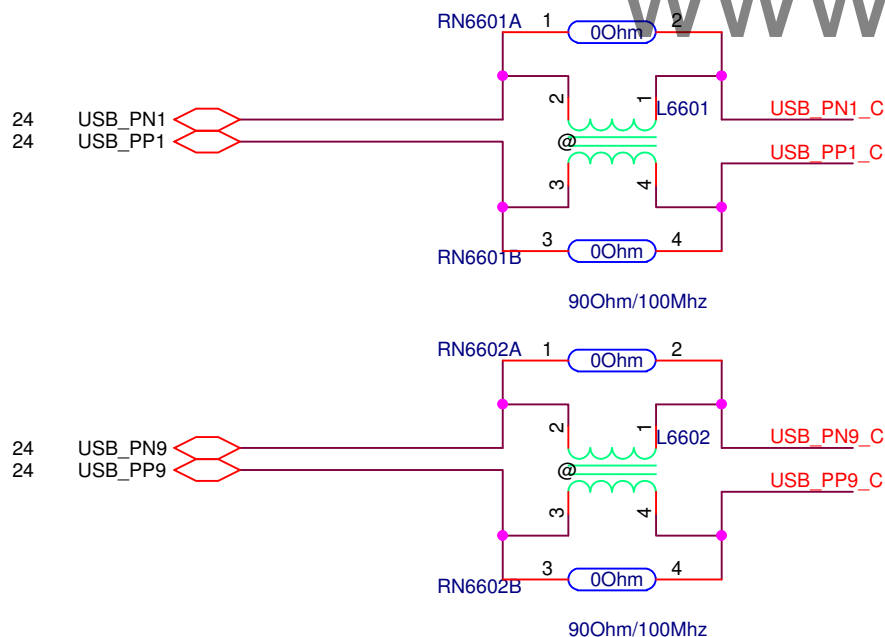 www
RN6601A 1 0Ohm 2
2 1 L6601
24 USB_PN1 USB_PN1_C
24 USB_PP1 @ USB_PP1_C
3 4
RN6601B 3 0Ohm 4
90Ohm/100Mhz
RN6602A 1 0Ohm 2
2 1 L6602
24 USB_PN9 USB_PN9_C
24 USB_PP9 @ USB_PP9_C
3 4
RN6602B 3 0Ohm 4
90Ohm/100Mhz